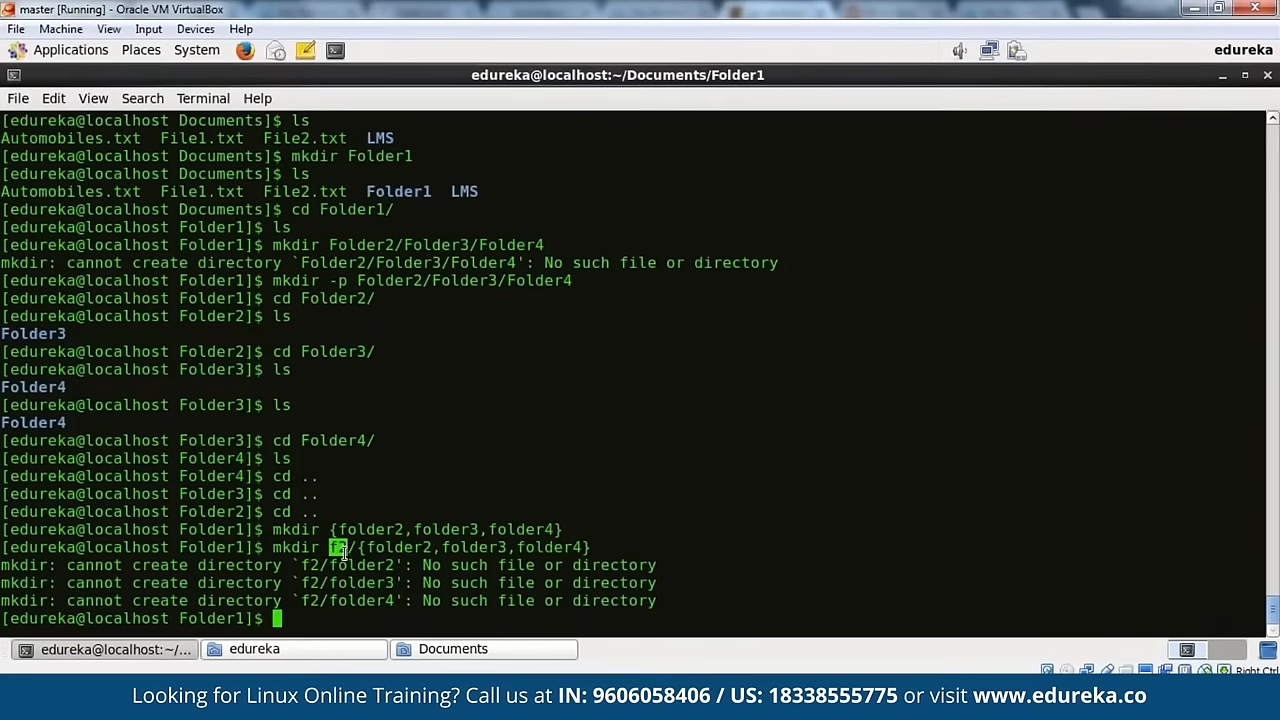 master [Running] - Oracle VM VirtualBox
File Machine View Input Devices Help
Applications Places System edureka
edureka@localhost:~/Documents/Folder1
File Edit View Search Terminal Help
[edureka@localhost Documents]$ ls
Automobiles.txt File1.txt File2.txt LMS
[edureka@localhost Documents]$ mkdir Folder1
[edureka@localhost Documents]$ ls
Automobiles.txt File1.txt File2.txt Folder1 LMS
[edureka@localhost Documents]$ cd Folder1/
[edureka@localhost Folder1]$ ls
[edureka@localhost Folder1]$ mkdir Folder2/Folder3/Folder4
mkdir: cannot create directory `Folder2/Folder3/Folder4': No such file or directory
[edureka@localhost Folder1]$ mkdir -p Folder2/Folder3/Folder4
[edureka@localhost Folder1]$ cd Folder2/
[edureka@localhost Folder2]$ ls
Folder3
[edureka@localhost Folder2]$ cd Folder3/
[edureka@localhost Folder3]$ ls
Folder4
[edureka@localhost Folder3]$ ls
Folder4
[edureka@localhost Folder3]$ cd Folder4/
[edureka@localhost Folder4]$ ls
[edureka@localhost Folder4]$ cd ..
[edureka@localhost Folder3]$ cd ..
[edureka@localhost Folder2]$ cd ..
[edureka@localhost Folder1]$ mkdir {folder2,folder3,folder4}
[edureka@localhost Folder1]$ mkdir f2/{folder2,folder3,folder4}
mkdir: cannot create directory `f2/folder2': No such file or directory
mkdir: cannot create directory `f2/folder3': No such file or directory
mkdir: cannot create directory `f2/folder4': No such file or directory
[edureka@localhost Folder1]$
edureka@localhost:~/... edureka Documents
Right Ctrl
Looking for Linux Online Training? Call us at IN: 9606058406 / US: 18338555775 or visit www.edureka.co